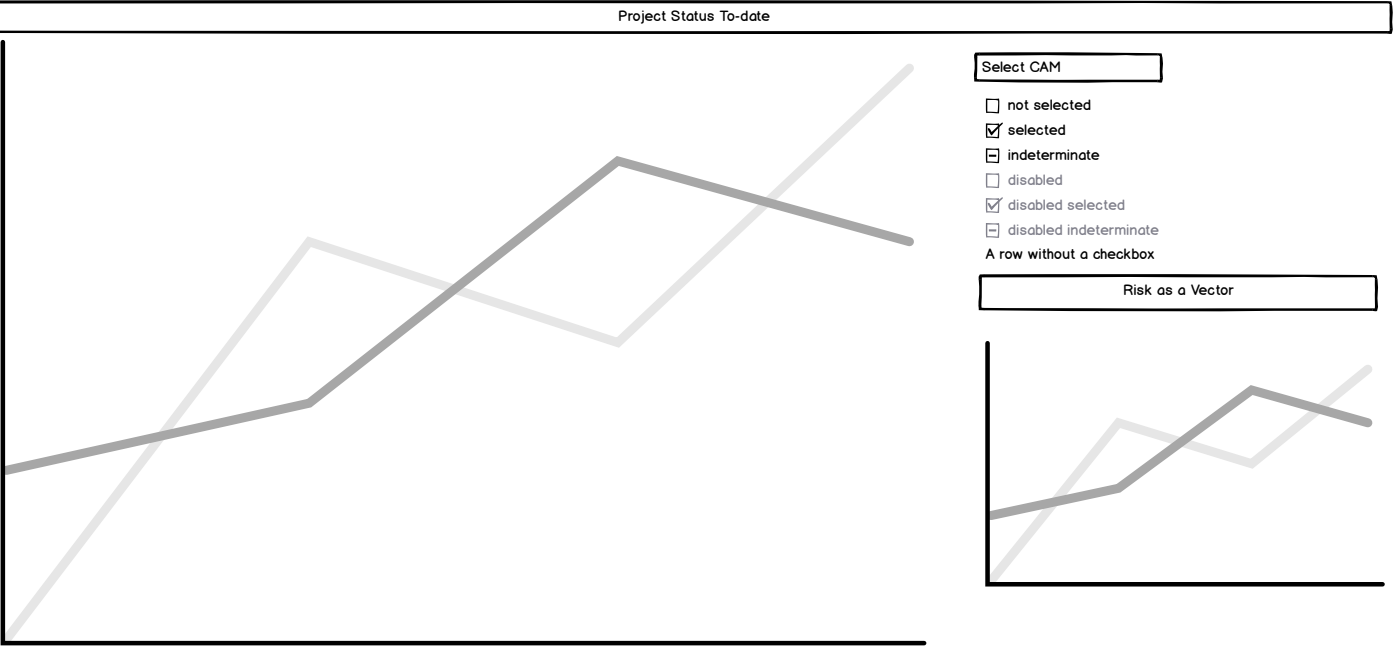 Project Status To-date
Select CAM
not selected
selected
indeterminate
disabled
disabled selected
disabled indeterminate
A row without a checkbox
Risk as a Vector